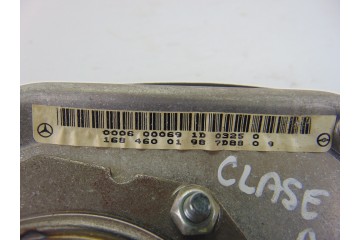 0006 00069 1D 0325 0
168 460 01 98 7D88 0 9
CLASE